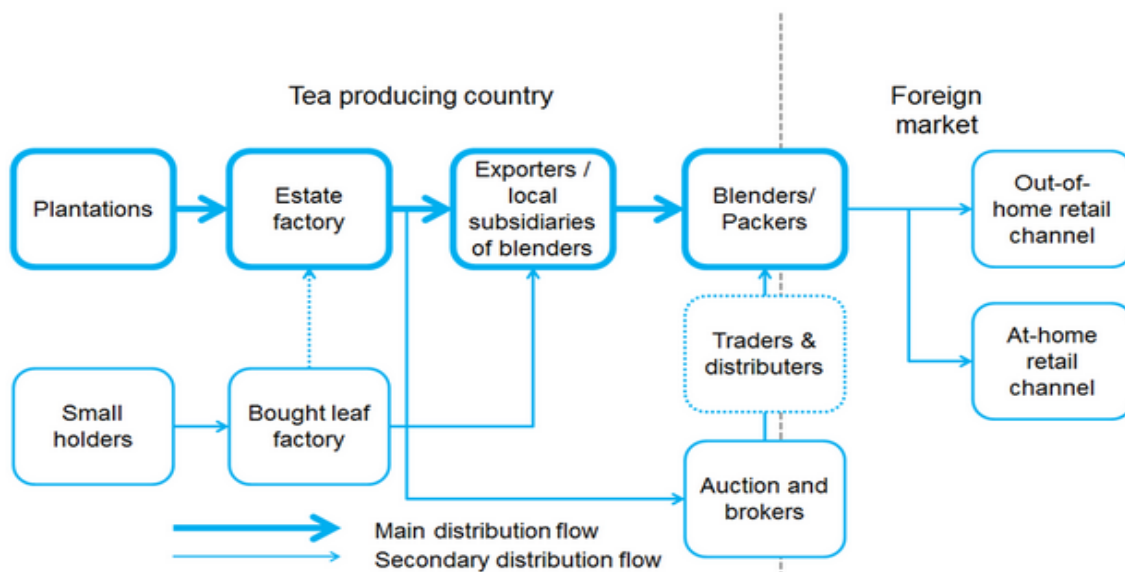 Tea producing country
Foreign
market
Plantations
Estate
factory
Exporters /
local
subsidiaries
of blenders
Blenders/
Packers
Out-of-
home retail
channel
Traders &
distributers
At-home
retail
channel
Small
holders
Bought leaf
factory
Auction and
brokers
Main distribution flow
Secondary distribution flow